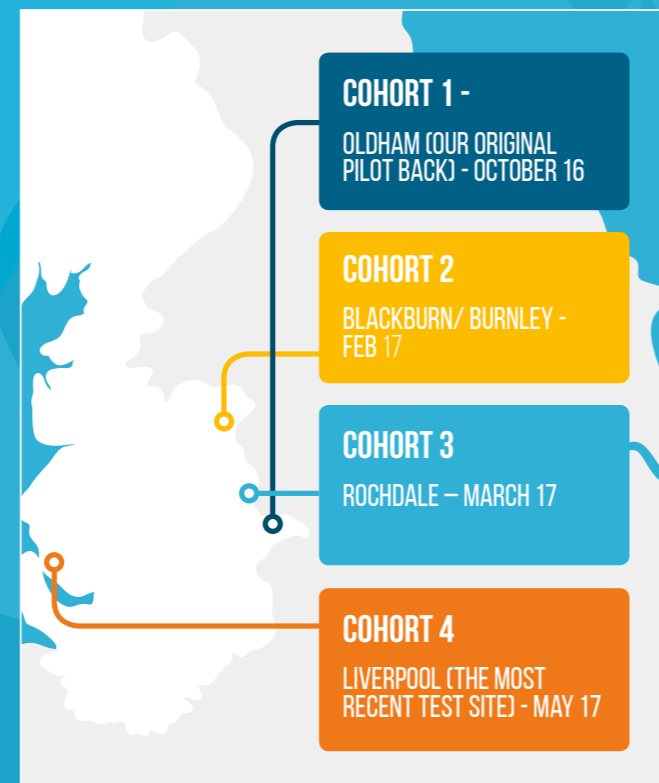 COHORT 1 -
OLDHAM (OUR ORIGINAL
PILOT BACK) - OCTOBER 16
COHORT 2
BLACKBURN/ BURNLEY -
FEB 17
COHORT 3
ROCHDALE – MARCH 17
COHORT 4
LIVERPOOL (THE MOST
RECENT TEST SITE) - MAY 17